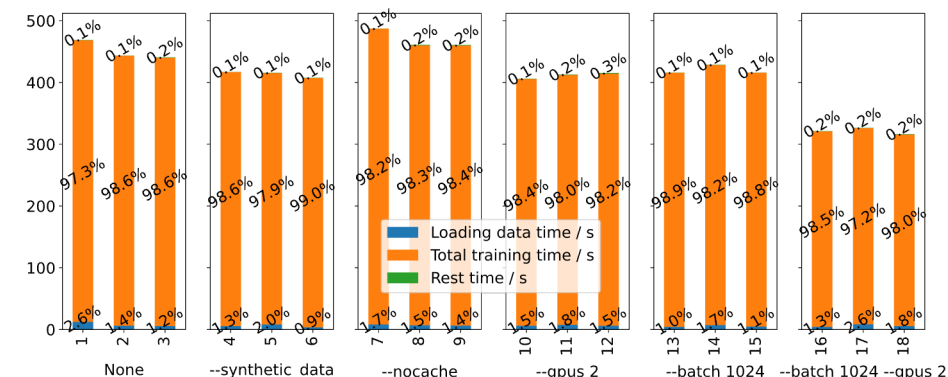 500
400
300
200
100
0
0.1% 0.1% 0.2%
97.3% 98.6% 98.6%
2.6% 1.4% 1.2%
1 2 3
None
0.1% 0.1% 0.1%
98.6% 97.9% 99.0%
1.3% 2.0% 0.9%
4 5 6
--synthetic_data
0.1% 0.2% 0.2%
98.2% 98.3% 98.4%
1.7% 1.5% 1.4%
7 8 9
--nocache
0.1% 0.2% 0.3%
98.4% 98.0% 98.2%
1.5% 1.8% 1.5%
10 11 12
--gpus 2
0.1% 0.1% 0.1%
98.9% 98.2% 98.8%
1.0% 1.7% 1.1%
13 14 15
--batch 1024
0.2% 0.2% 0.2%
98.5% 97.2% 98.0%
1.3% 2.6% 1.8%
16 17 18
--batch 1024 --gpus 2
Loading data time / s
Total training time / s
Rest time / s